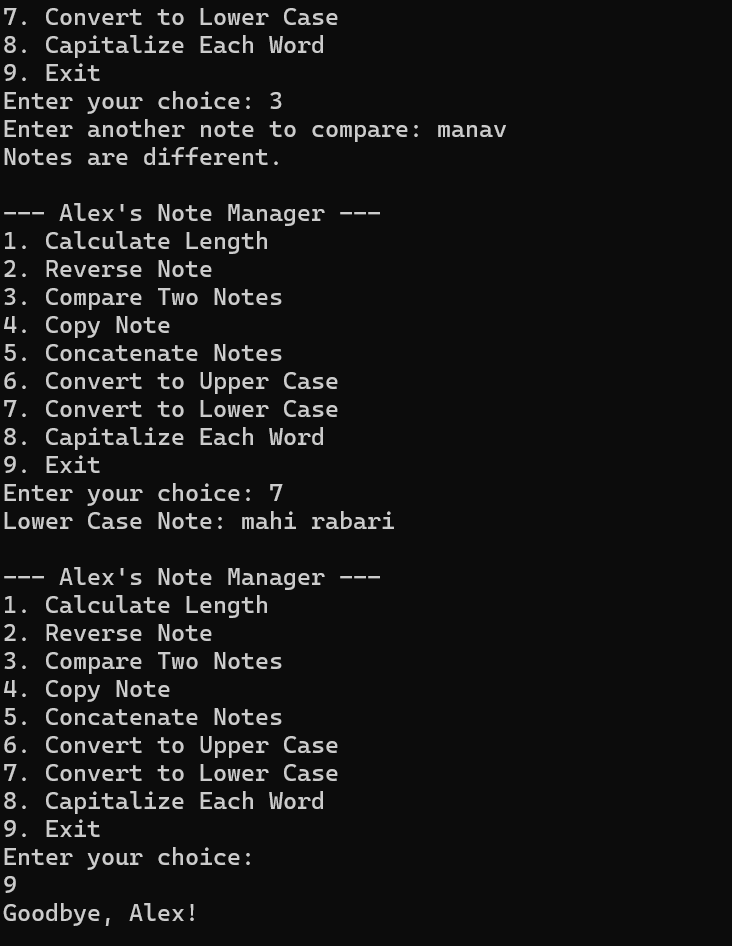 7. Convert to Lower Case
8. Capitalize Each Word
9. Exit
Enter your choice: 3
Enter another note to compare: manav
Notes are different.
--- Alex's Note Manager ---
1. Calculate Length
2. Reverse Note
3. Compare Two Notes
4. Copy Note
5. Concatenate Notes
6. Convert to Upper Case
7. Convert to Lower Case
8. Capitalize Each Word
9. Exit
Enter your choice: 7
Lower Case Note: mahi rabari
--- Alex's Note Manager ---
1. Calculate Length
2. Reverse Note
3. Compare Two Notes
4. Copy Note
5. Concatenate Notes
6. Convert to Upper Case
7. Convert to Lower Case
8. Capitalize Each Word
9. Exit
Enter your choice:
9
Goodbye, Alex!